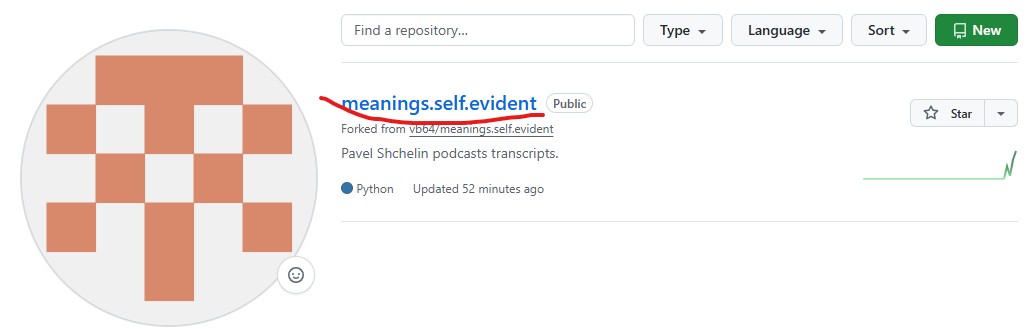 Find a repository...
Type
Language
Sort
New
meanings.self.evident
Public
Forked from vb64/meanings.self.evident
Star
Pavel Shchelin podcasts transcripts.
Python
Updated 52 minutes ago